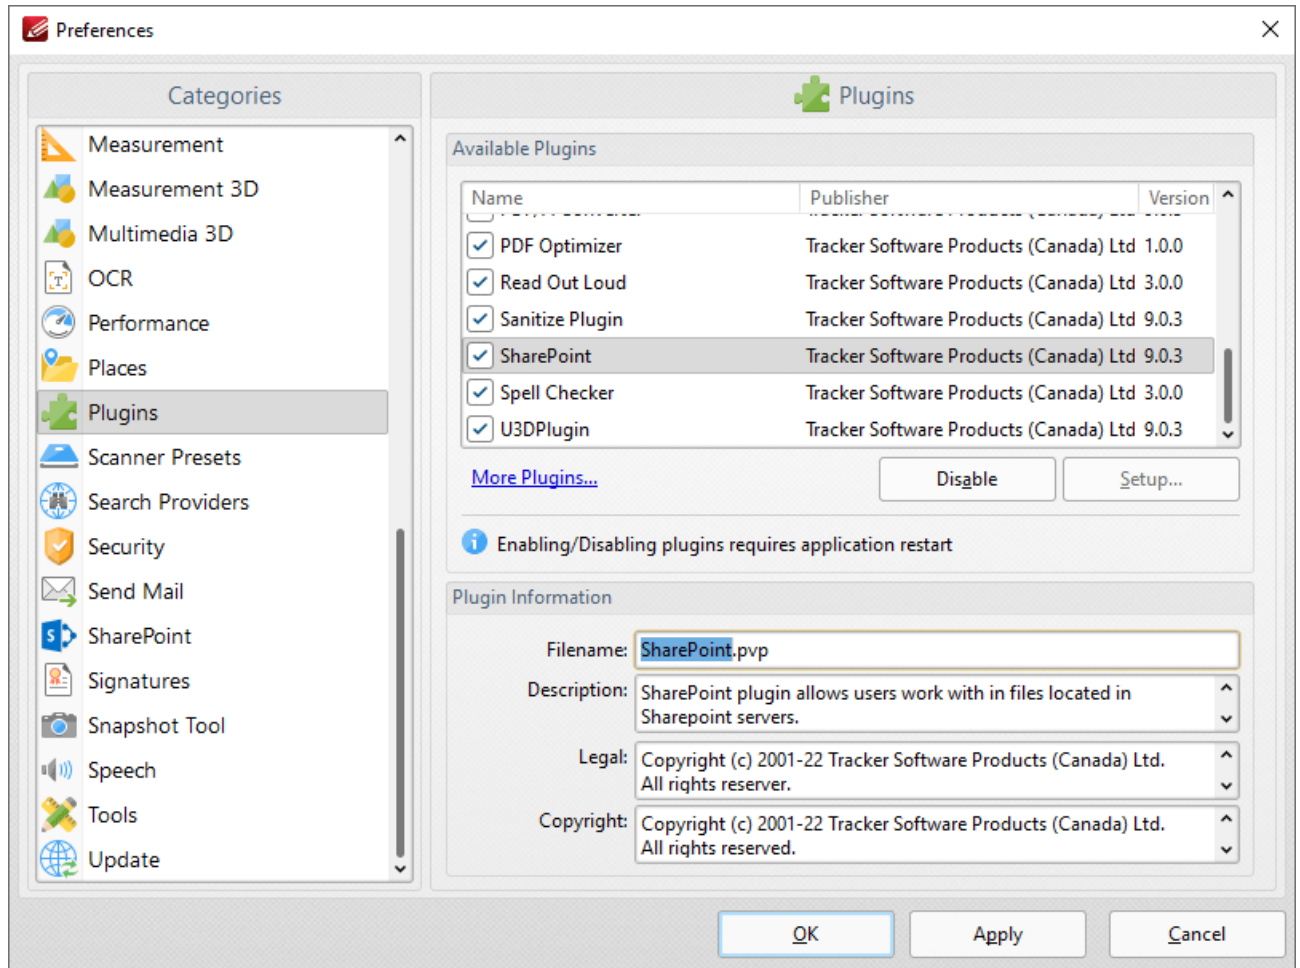 Preferences
Categories
Measurement
Measurement 3D
Multimedia 3D
OCR
Performance
Places
Plugins
Scanner Presets
Search Providers
Security
Send Mail
SharePoint
Signatures
Snapshot Tool
Speech
Tools
Update
Plugins
Available Plugins
Name Publisher Version
PDF Optimizer Tracker Software Products (Canada) Ltd 1.0.0
Read Out Loud Tracker Software Products (Canada) Ltd 3.0.0
Sanitize Plugin Tracker Software Products (Canada) Ltd 9.0.3
SharePoint Tracker Software Products (Canada) Ltd 9.0.3
Spell Checker Tracker Software Products (Canada) Ltd 3.0.0
U3DPlugin Tracker Software Products (Canada) Ltd 9.0.3
More Plugins... Disable Setup...
Enabling/Disabling plugins requires application restart
Plugin Information
Filename: SharePoint.pvp
Description: SharePoint plugin allows users work with in files located in
Sharepoint servers.
Legal: Copyright (c) 2001-22 Tracker Software Products (Canada) Ltd.
All rights reserver.
Copyright: Copyright (c) 2001-22 Tracker Software Products (Canada) Ltd.
All rights reserved.
OK Apply Cancel